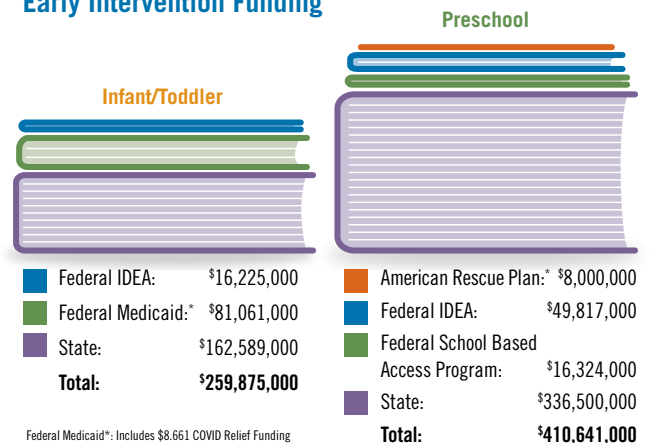 Early Intervention Funding
Preschool
Infant/Toddler
Federal IDEA: $16,225,000
Federal Medicaid:* $81,061,000
State: $162,589,000
Total: $259,875,000
Federal Medicaid*: Includes $8.661 COVID Relief Funding
American Rescue Plan:* $8,000,000
Federal IDEA: $49,817,000
Federal School Based
Access Program: $16,324,000
State: $336,500,000
Total: $410,641,000